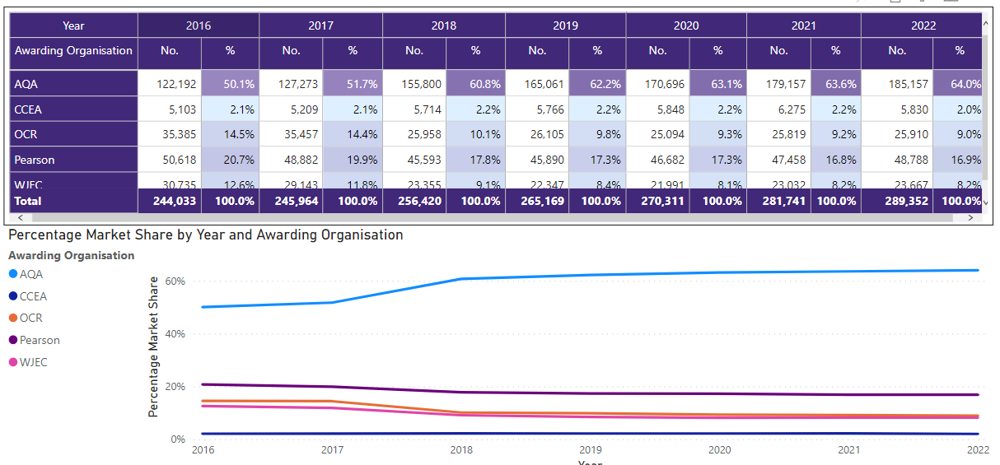 Year 2016 2017 2018 2019 2020 2021 2022
Awarding Organisation No. % No. % No. % No. % No. % No. % No. %
AQA 122,192 50.1% 127,273 51.7% 155,800 60.8% 165,061 62.2% 170,696 63.1% 179,157 63.6% 185,157 64.0%
CCEA 5,103 2.1% 5,209 2.1% 5,714 2.2% 5,766 2.2% 5,848 2.2% 6,275 2.2% 5,830 2.0%
OCR 35,385 14.5% 35,457 14.4% 25,958 10.1% 26,105 9.8% 25,094 9.3% 25,819 9.2% 25,910 9.0%
Pearson 50,618 20.7% 48,882 19.9% 45,593 17.8% 45,890 17.3% 46,682 17.3% 47,458 16.8% 48,788 16.9%
WJEC 30,735 12.6% 29,143 11.8% 23,355 9.1% 22,347 8.4% 21,991 8.1% 23,032 8.2% 23,667 8.2%
Total 244,033 100.0% 245,964 100.0% 256,420 100.0% 265,169 100.0% 270,311 100.0% 281,741 100.0% 289,352 100.0%
Percentage Market Share by Year and Awarding Organisation
Awarding Organisation
AQA
CCEA
OCR
Pearson
WJEC
Percentage Market Share
60%
40%
20%
0%
2016 2017 2018 2019 2020 2021 2022
Year